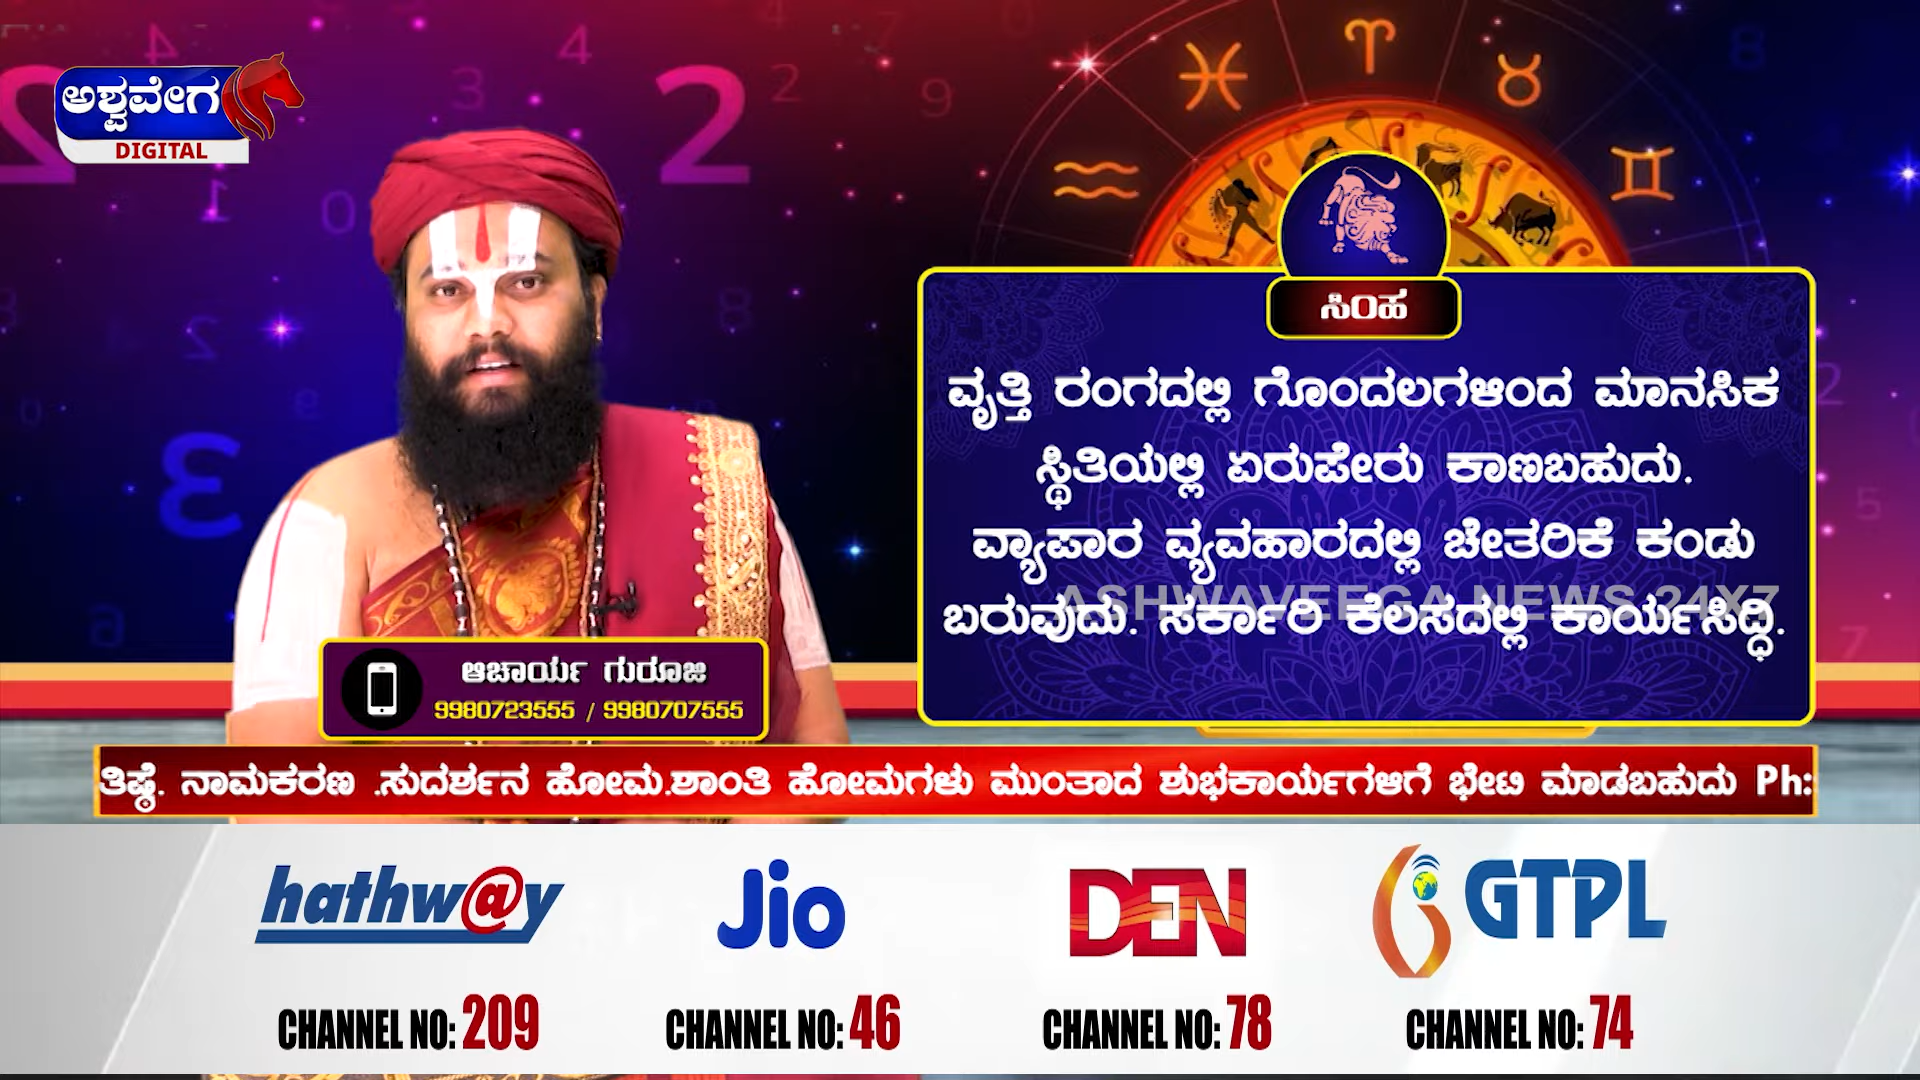 ಅಶ್ವವೇಗ
DIGITAL
ಸಿಂಹ
ವೃತ್ತಿ ರಂಗದಲ್ಲಿ ಗೊಂದಲಗಳಿಂದ ಮಾನಸಿಕ
ಸ್ಥಿತಿಯಲ್ಲಿ ಏರುಪೇರು ಕಾಣಬಹುದು.
ವ್ಯಾಪಾರ ವ್ಯವಹಾರದಲ್ಲಿ ಚೇತರಿಕೆ ಕಂಡು
ಬರುವುದು. ಸರ್ಕಾರಿ ಕೆಲಸದಲ್ಲಿ ಕಾರ್ಯಸಿದ್ಧಿ.
ASHWAVEEGA NEWS 24X7
ಆಚಾರ್ಯ ಗುರೂಜಿ
9980723555 / 9980707555
ತಿಷ್ಠೆ. ನಾಮಕರಣ .ಸುದರ್ಶನ ಹೋಮ.ಶಾಂತಿ ಹೋಮಗಳು ಮುಂತಾದ ಶುಭಕಾರ್ಯಗಳಿಗೆ ಭೇಟಿ ಮಾಡಬಹುದು Ph:
hathw@y Jio DEN GTPL
CHANNEL NO: 209 CHANNEL NO: 46 CHANNEL NO: 78 CHANNEL NO: 74